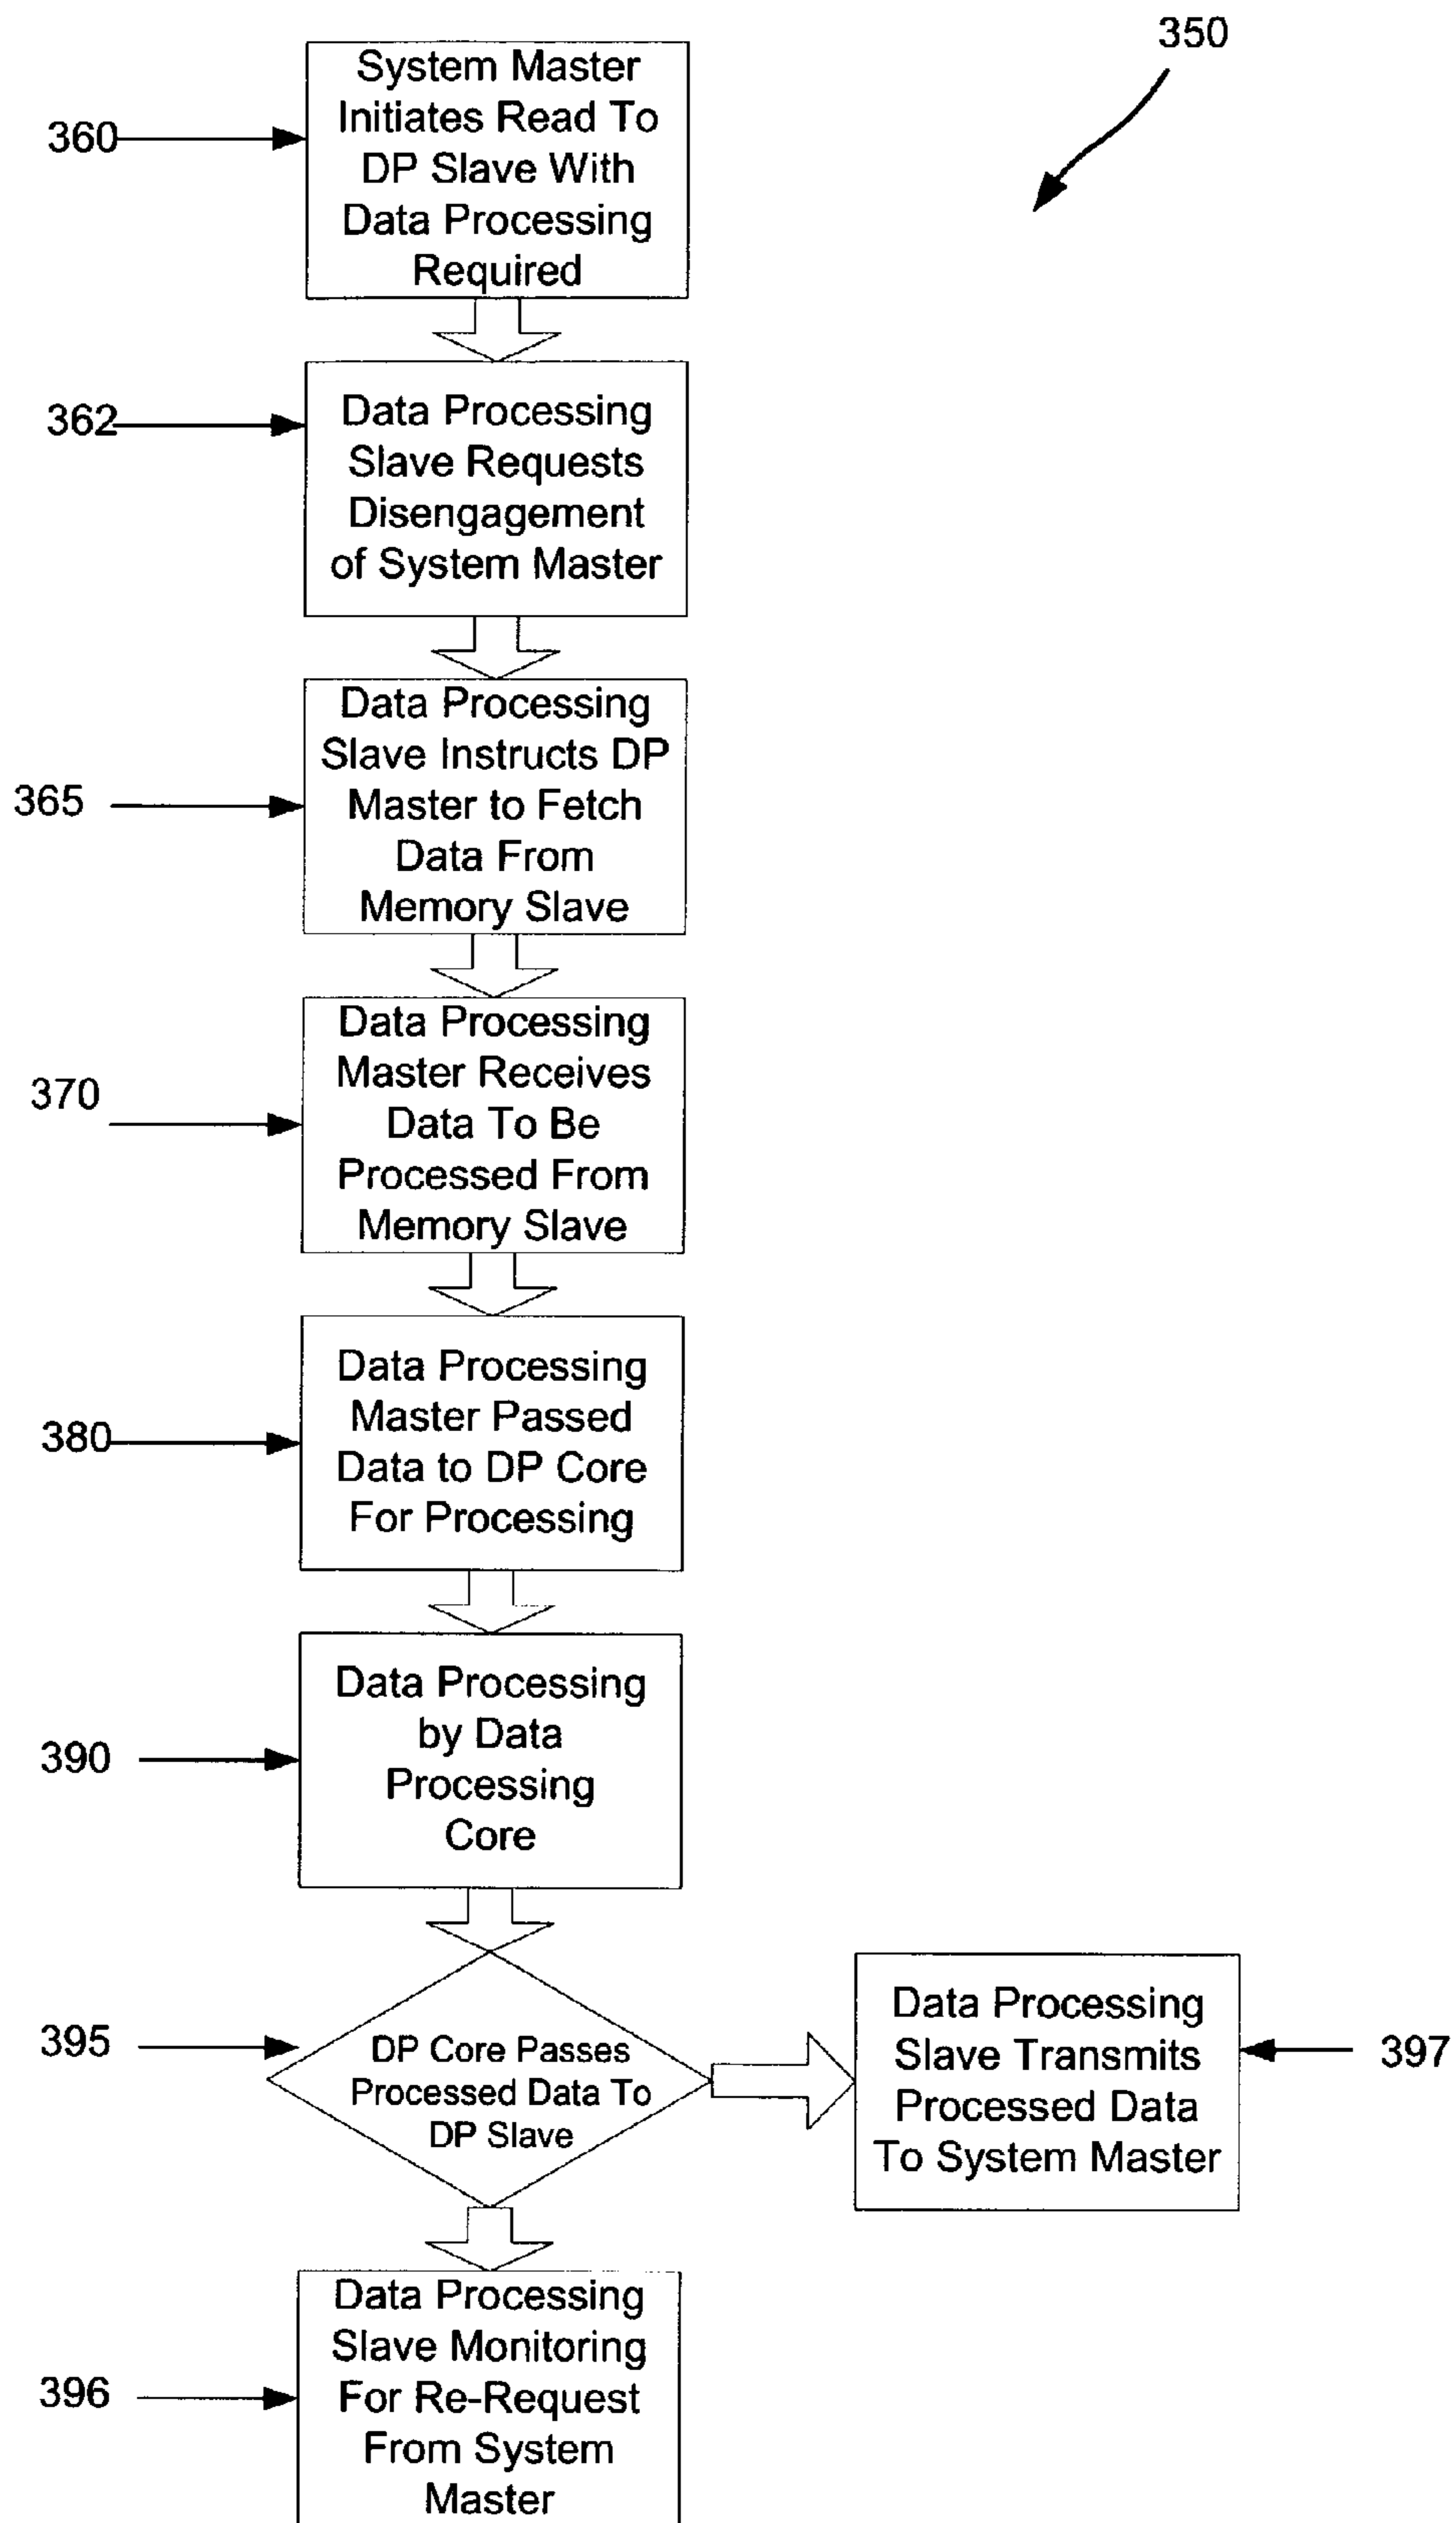 350
360
System Master
Initiates Read To
DP Slave With
Data Processing
Required
362
Data Processing
Slave Requests
Disengagement
of System Master
365
Data Processing
Slave Instructs DP
Master to Fetch
Data From
Memory Slave
370
Data Processing
Master Receives
Data To Be
Processed From
Memory Slave
380
Data Processing
Master Passed
Data to DP Core
For Processing
390
Data Processing
by Data
Processing
Core
395
DP Core Passes
Processed Data To
DP Slave
Data Processing
Slave Transmits
Processed Data
To System Master
397
396
Data Processing
Slave Monitoring
For Re-Request
From System
Master